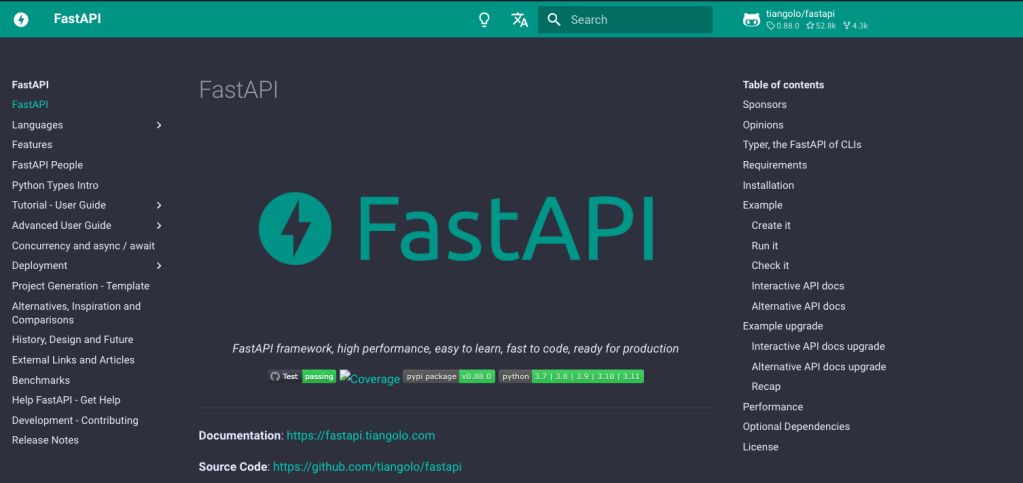 FastAPI
Search
tiangolo/fastapi
0.88.0 52.8k 4.3k
FastAPI
FastAPI
Languages
Features
FastAPI People
Python Types Intro
Tutorial - User Guide
Advanced User Guide
Concurrency and async / await
Deployment
Project Generation - Template
Alternatives, Inspiration and
Comparisons
History, Design and Future
External Links and Articles
Benchmarks
Help FastAPI - Get Help
Development - Contributing
Release Notes
FastAPI
FastAPI
FastAPI framework, high performance, easy to learn, fast to code, ready for production
Test passing Coverage pypi package v0.88.0 python 3.7 | 3.8 | 3.9 | 3.10 | 3.11
Documentation: https://fastapi.tiangolo.com
Source Code: https://github.com/tiangolo/fastapi
Table of contents
Sponsors
Opinions
Typer, the FastAPI of CLIs
Requirements
Installation
Example
Create it
Run it
Check it
Interactive API docs
Alternative API docs
Example upgrade
Interactive API docs upgrade
Alternative API docs upgrade
Recap
Performance
Optional Dependencies
License